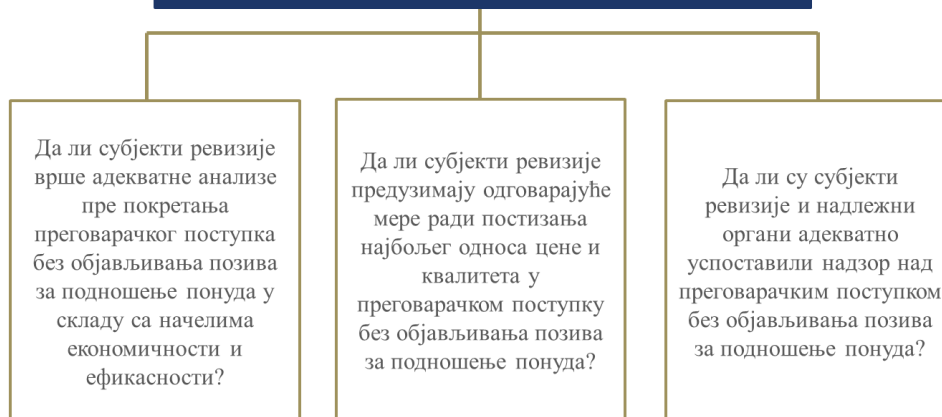 Да ли субјекти ревизије
врше адекватне анализе
пре покретања
преговарачког поступка
без објављивања позива
за подношење понуда у
складу са начелима
економичности и
ефикасности?
Да ли субјекти ревизије
предузимају одговарајуће
мере ради постизања
најбољег односа цене и
квалитета у
преговарачком поступку
без објављивања позива
за подношење понуда?
Да ли су субјекти
ревизије и надлежни
органи адекватно
успоставили надзор над
преговарачким поступком
без објављивања позива
за подношење понуда?